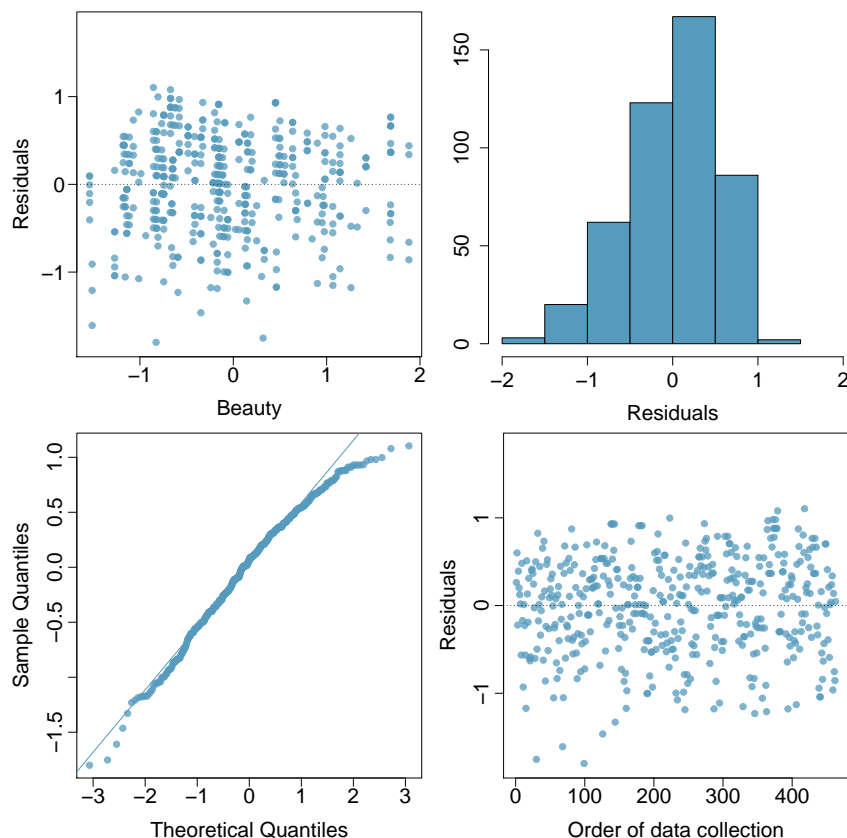 Residuals
1
0
−1
−1 0 1 2
Beauty
150
100
50
0
−2 −1 0 1 2
Residuals
Sample Quantiles
1.0
0.5
0.0
−0.5
−1.5
−3 −2 −1 0 1 2 3
Theoretical Quantiles
Residuals
1
0
−1
0 100 200 300 400
Order of data collection